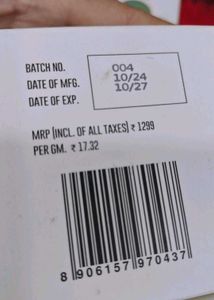 BATCH NO. 004
DATE OF MFG. 10/24
DATE OF EXP. 10/27
MRP (INCL. OF ALL TAXES) ₹ 1299
PER GM. ₹ 17.32
8 906157 970437